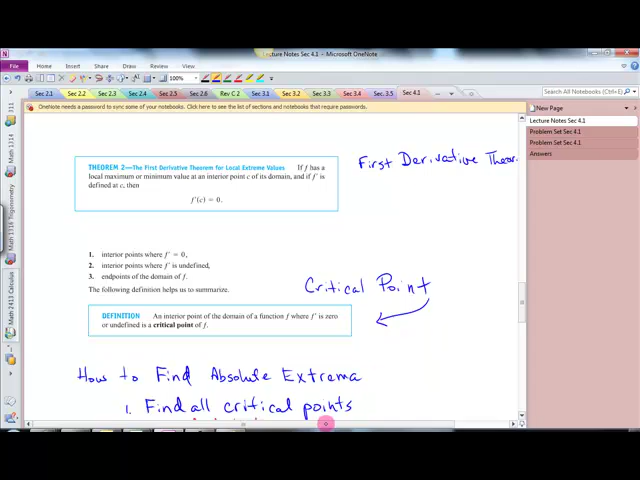 Lecture Notes Sec 4.1 - Microsoft OneNote
File Home Insert Share Draw Review View
100%
Sec 2.1 Sec 2.2 Sec 2.3 Sec 2.4 Sec 2.5 Sec 2.6 Rev C 2 Sec 3.1 Sec 3.2 Sec 3.3 Sec 3.4 Sec. 3.5 Sec 4.1
Search All Notebooks (Ctrl+E)
OneNote needs a password to sync some of your notebooks. Click here to see the list of sections and notebooks that require passwords.
New Page
Lecture Notes Sec 4.1
Problem Set Sec 4.1
Problem Set Sec 4.1
Answers
Math 1314
Math 1314 Trigonometry
Math 2413 Calculus
THEOREM 2—The First Derivative Theorem for Local Extreme Values If f has a
local maximum or minimum value at an interior point c of its domain, and if f' is
defined at c, then
f'(c) = 0.
First Derivative Theor
1. interior points where f' = 0,
2. interior points where f' is undefined,
3. endpoints of the domain of f.
The following definition helps us to summarize.
Critical Point
DEFINITION An interior point of the domain of a function f where f' is zero
or undefined is a critical point of f.
How to Find Absolute Extrema
1. Find all critical points